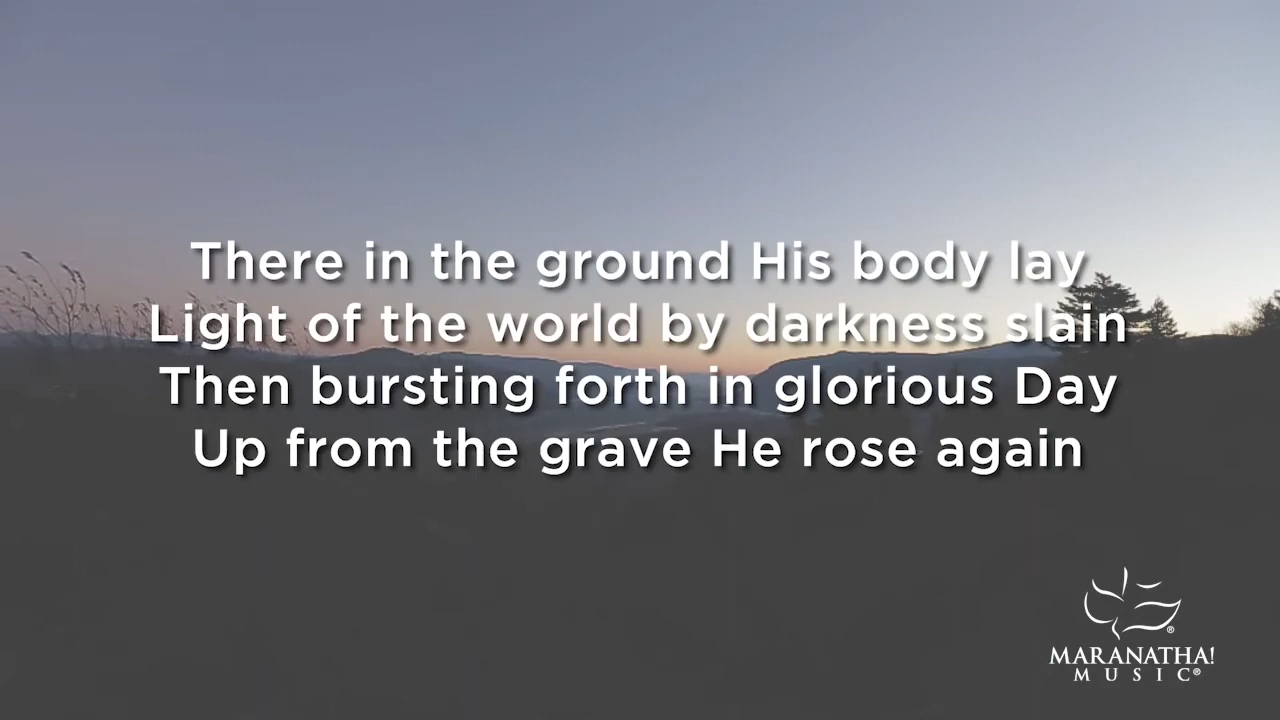 There in the ground His body lay
Light of the world by darkness slain
Then bursting forth in glorious Day
Up from the grave He rose again
®
MARANATHA!
MUSIC®